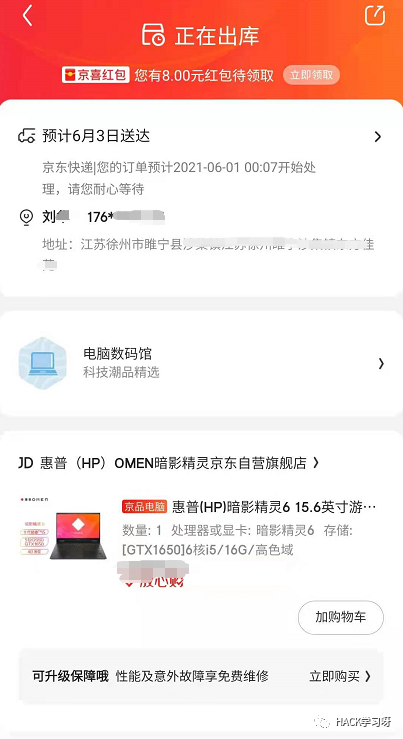 正在出库
京喜红包 您有8.00元红包待领取 立即领取
预计6月3日送达
京东快递|您的订单预计2021-06-01 00:07开始处
理，请您耐心等待
刘 176*
地址：江苏徐州市睢宁县
电脑数码馆
科技潮品精选
JD 惠普（HP）OMEN暗影精灵京东自营旗舰店
OMEN
京品电脑 惠普(HP)暗影精灵6 15.6英寸游…
数量: 1 处理器或显卡: 暗影精灵6 存储:
[GTX1650]6核i5/16G/高色域
放心购
加购物车
可升级保障哦 性能及意外故障享免费维修 立即购买
HACK学习呀